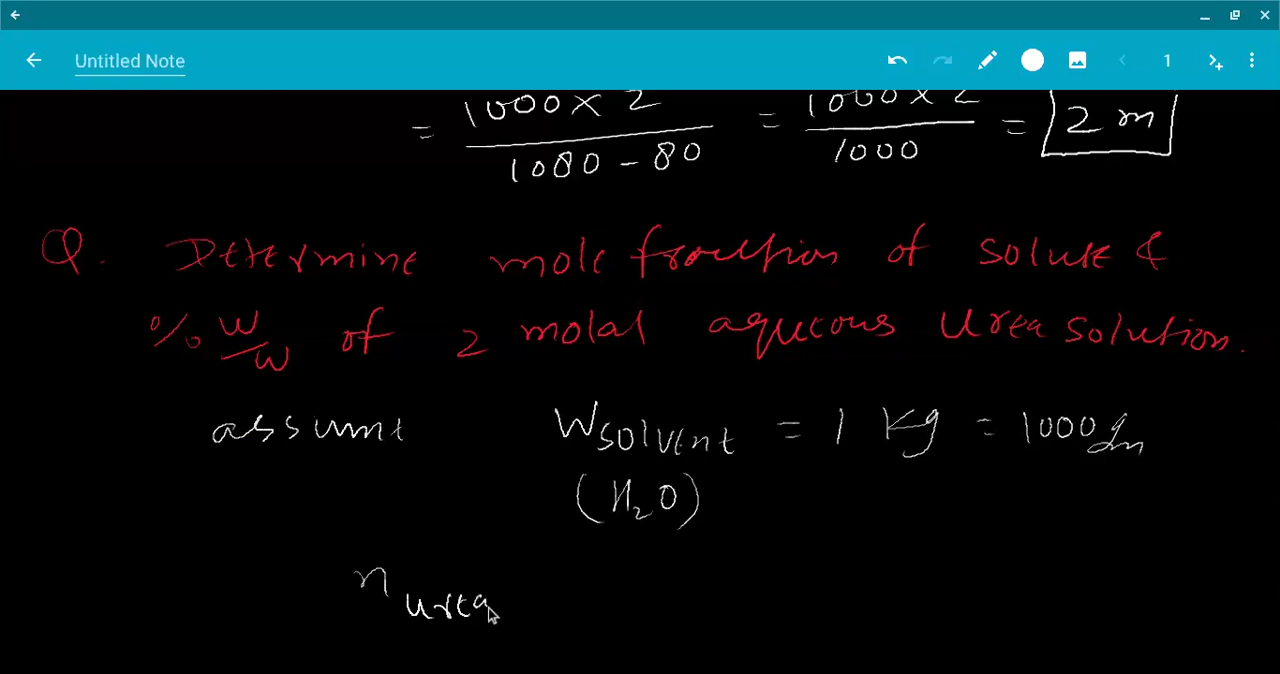 Untitled Note
1
= 1000 x 2 / 1080 - 80 = 1000 x 2 / 1000 = 2 m
Q. Determine mole fraction of solute &
% w/w of 2 molal aqueous Urea solution.
assume W solvent = 1 Kg = 1000 gm
(H₂O)
n urea